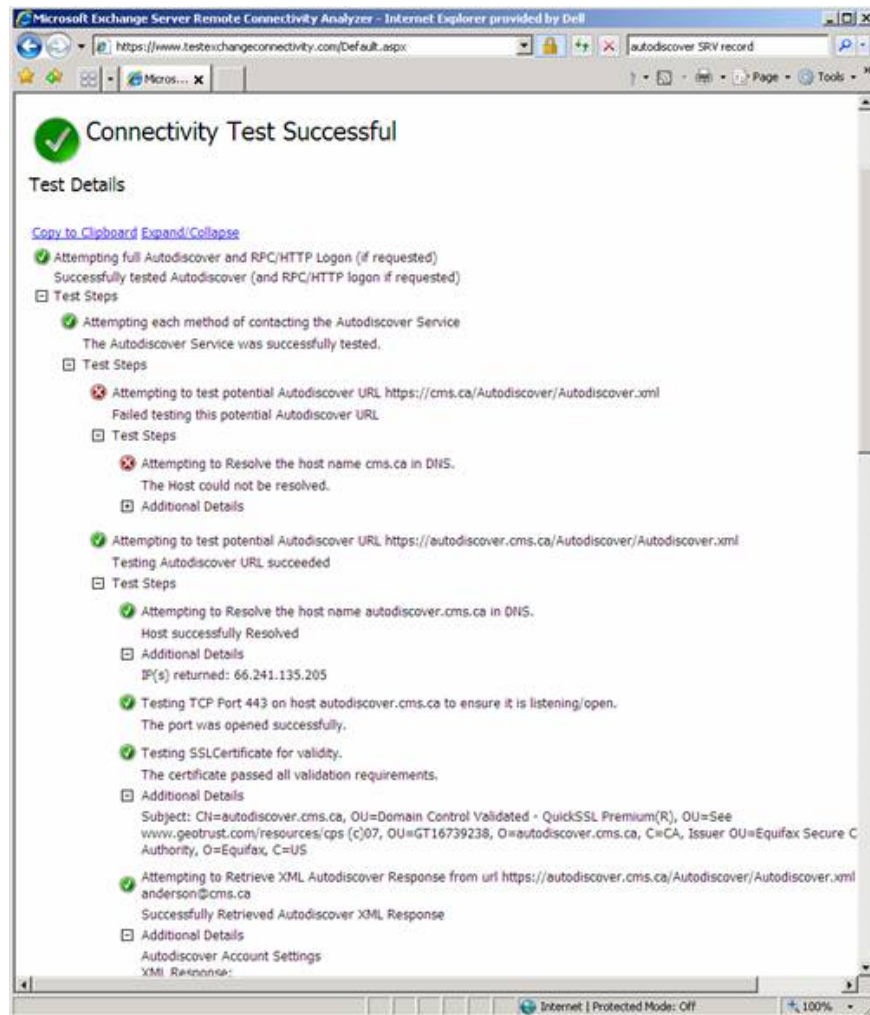 Microsoft Exchange Server Remote Connectivity Analyzer - Internet Explorer provided by Dell
https://www.testexchangeconnectivity.com/Default.aspx
autodiscover SRV record
Micros...
Page
Tools
Connectivity Test Successful
Test Details
Copy to Clipboard Expand/Collapse
Attempting full Autodiscover and RPC/HTTP Logon (if requested)
Successfully tested Autodiscover (and RPC/HTTP logon if requested)
Test Steps
Attempting each method of contacting the Autodiscover Service
The Autodiscover Service was successfully tested.
Test Steps
Attempting to test potential Autodiscover URL https://cms.ca/Autodiscover/Autodiscover.xml
Failed testing this potential Autodiscover URL
Test Steps
Attempting to Resolve the host name cms.ca in DNS.
The Host could not be resolved.
Additional Details
Attempting to test potential Autodiscover URL https://autodiscover.cms.ca/Autodiscover/Autodiscover.xml
Testing Autodiscover URL succeeded
Test Steps
Attempting to Resolve the host name autodiscover.cms.ca in DNS.
Host successfully Resolved
Additional Details
IP(s) returned: 66.241.135.205
Testing TCP Port 443 on host autodiscover.cms.ca to ensure it is listening/open.
The port was opened successfully.
Testing SSLCertificate for validity.
The certificate passed all validation requirements.
Additional Details
Subject: CN=autodiscover.cms.ca, OU=Domain Control Validated - QuickSSL Premium(R), OU=See
www.geotrust.com/resources/cps (c)07, OU=GT16739238, O=autodiscover.cms.ca, C=CA, Issuer OU=Equifax Secure C
Authority, O=Equifax, C=US
Attempting to Retrieve XML Autodiscover Response from url https://autodiscover.cms.ca/Autodiscover/Autodiscover.xml
anderson@cms.ca
Successfully Retrieved Autodiscover XML Response
Additional Details
Autodiscover Account Settings
XML Response:
Internet | Protected Mode: Off
100%